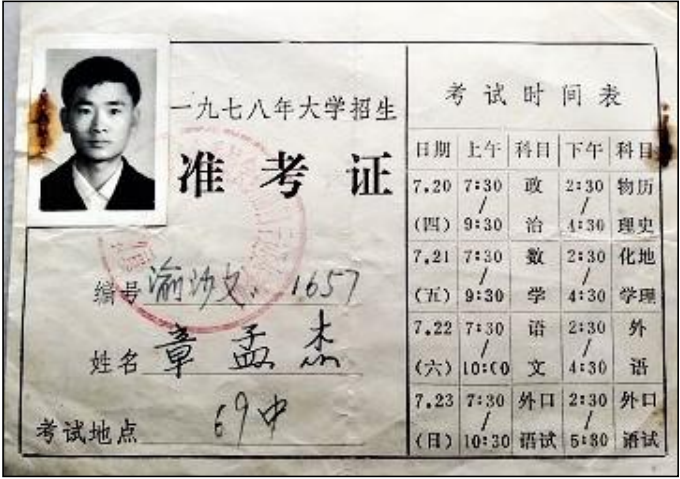 一九七八年大学招生
准考证
编号 渝沙文 1657
姓名 章孟杰
考试地点 69中
考试时间表
日期 上午 科目 下午 科目
7.20 7:30 政 2:30 物历
/ /
(四) 9:30 治 4:30 理史
7.21 7:30 数 2:30 化地
/ /
(五) 9:30 学 4:30 学理
7.22 7:30 语 2:30 外
/ /
(六) 10:00 文 4:30 语
7.23 7:30 外口 2:30 外口
/ /
(日) 10:30 语试 5:30 语试